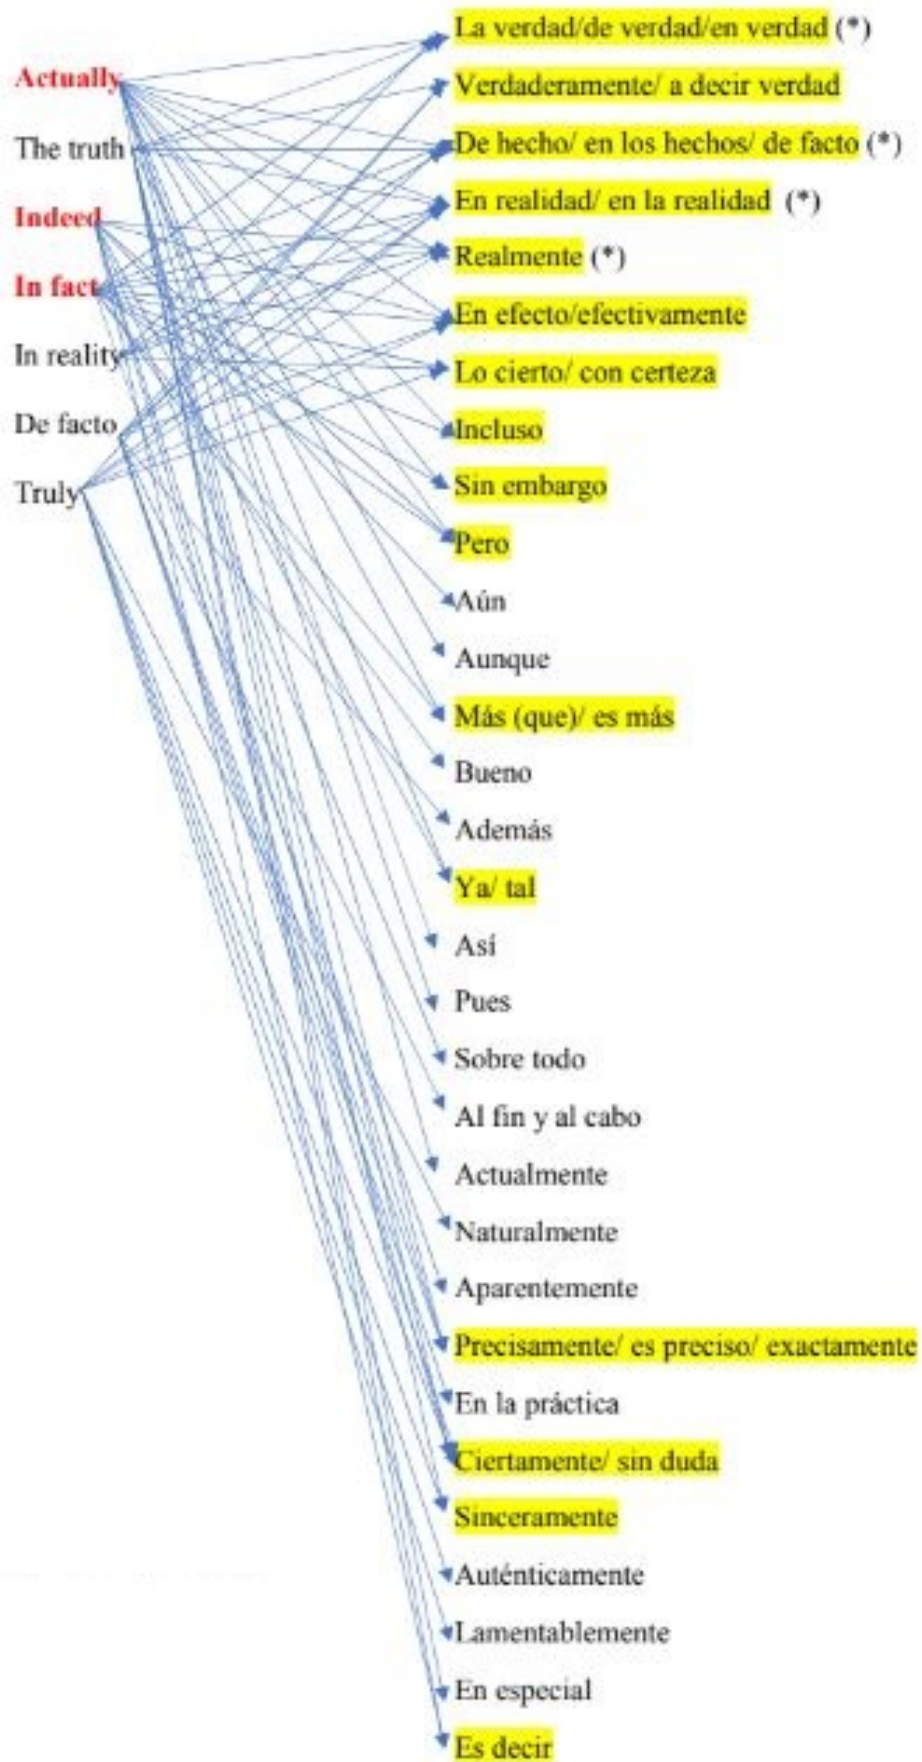 Actually
The truth
Indeed
In fact
In reality
De facto
Truly
La verdad/de verdad/en verdad (*)
Verdaderamente/ a decir verdad
De hecho/ en los hechos/ de facto (*)
En realidad/ en la realidad (*)
Realmente (*)
En efecto/efectivamente
Lo cierto/ con certeza
Incluso
Sin embargo
Pero
Aún
Aunque
Más (que)/ es más
Bueno
Además
Ya/ tal
Así
Pues
Sobre todo
Al fin y al cabo
Actualmente
Naturalmente
Aparentemente
Precisamente/ es preciso/ exactamente
En la práctica
Ciertamente/ sin duda
Sinceramente
Auténticamente
Lamentablemente
En especial
Es decir